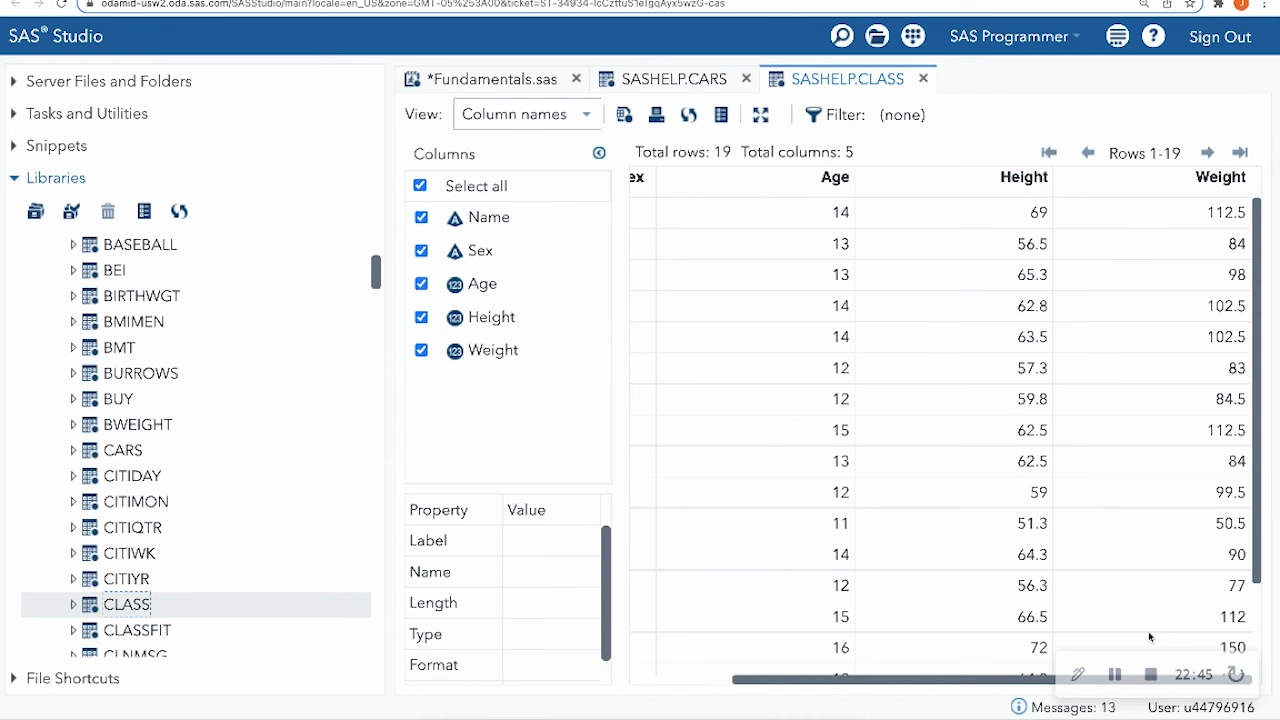 odamid-usw2.oda.sas.com/SASStudio/main?locale=en_US&zone=GMT-05%253A00&ticket=ST-34934-
SAS® Studio
SAS Programmer
Sign Out
Server Files and Folders
Tasks and Utilities
Snippets
Libraries
BASEBALL
BEI
BIRTHWGT
BMIMEN
BMT
BURROWS
BUY
BWEIGHT
CARS
CITIDAY
CITIMON
CITIQTR
CITIWK
CITIYR
CLASS
CLASSFIT
CLNMSG
File Shortcuts
*Fundamentals.sas
SASHELP.CARS
SASHELP.CLASS
View: Column names
Filter: (none)
Columns
Select all
Name
Sex
Age
Height
Weight
Property Value
Label
Name
Length
Type
Format
Total rows: 19 Total columns: 5
Rows 1-19
ex Age Height Weight
14 69 112.5
13 56.5 84
13 65.3 98
14 62.8 102.5
14 63.5 102.5
12 57.3 83
12 59.8 84.5
15 62.5 112.5
13 62.5 84
12 59 99.5
11 51.3 50.5
14 64.3 90
12 56.3 77
15 66.5 112
16 72 150
22:45
Messages: 13 User: u44796916